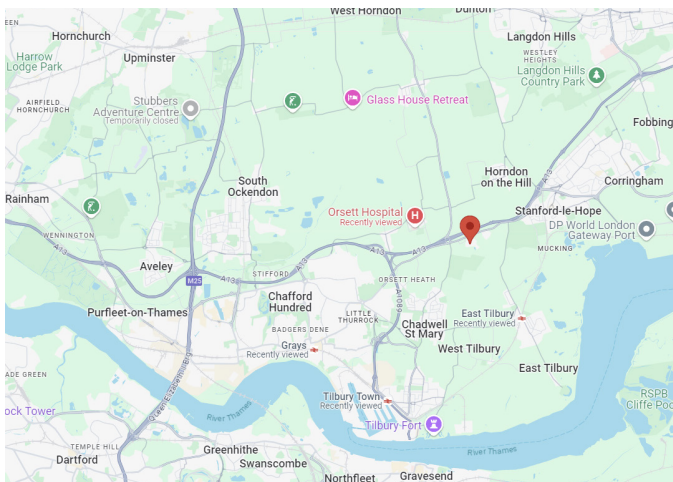 West Horndon
Dunton
Hornchurch
Harrow
Lodge Park
Upminster
Langdon Hills
WESTLEY
HEIGHTS
Langdon Hills
Country Park
AIRFIELD
HORNCHURCH
Stubbers
Adventure Centre
Temporarily closed
Glass House Retreat
Fobbing
South
Ockendon
Horndon
on the Hill
A13
Corringham
Rainham
Orsett Hospital
Recently viewed
H
Stanford-le-Hope
DP World London
Gateway Port
WENNINGTON
A13
Aveley
A13
STIFFORD
A13
A13
MUCKING
M25
ORSETT HEATH
A1089
Chafford
Hundred
Purfleet-on-Thames
LITTLE
THURROCK
East Tilbury
Recently viewed
BADGERS DENE
Chadwell
St Mary
Grays
Recently viewed
West Tilbury
East Tilbury
ADE GREEN
Queen Elizabeth II Brg
Tilbury Town
Recently viewed
RSPB
Cliffe Poo
ock Tower
River Thames
Tilbury Fort
TEMPLE HILL
Dartford
Greenhithe
Swanscombe
River Thames
Northfleet
Gravesend